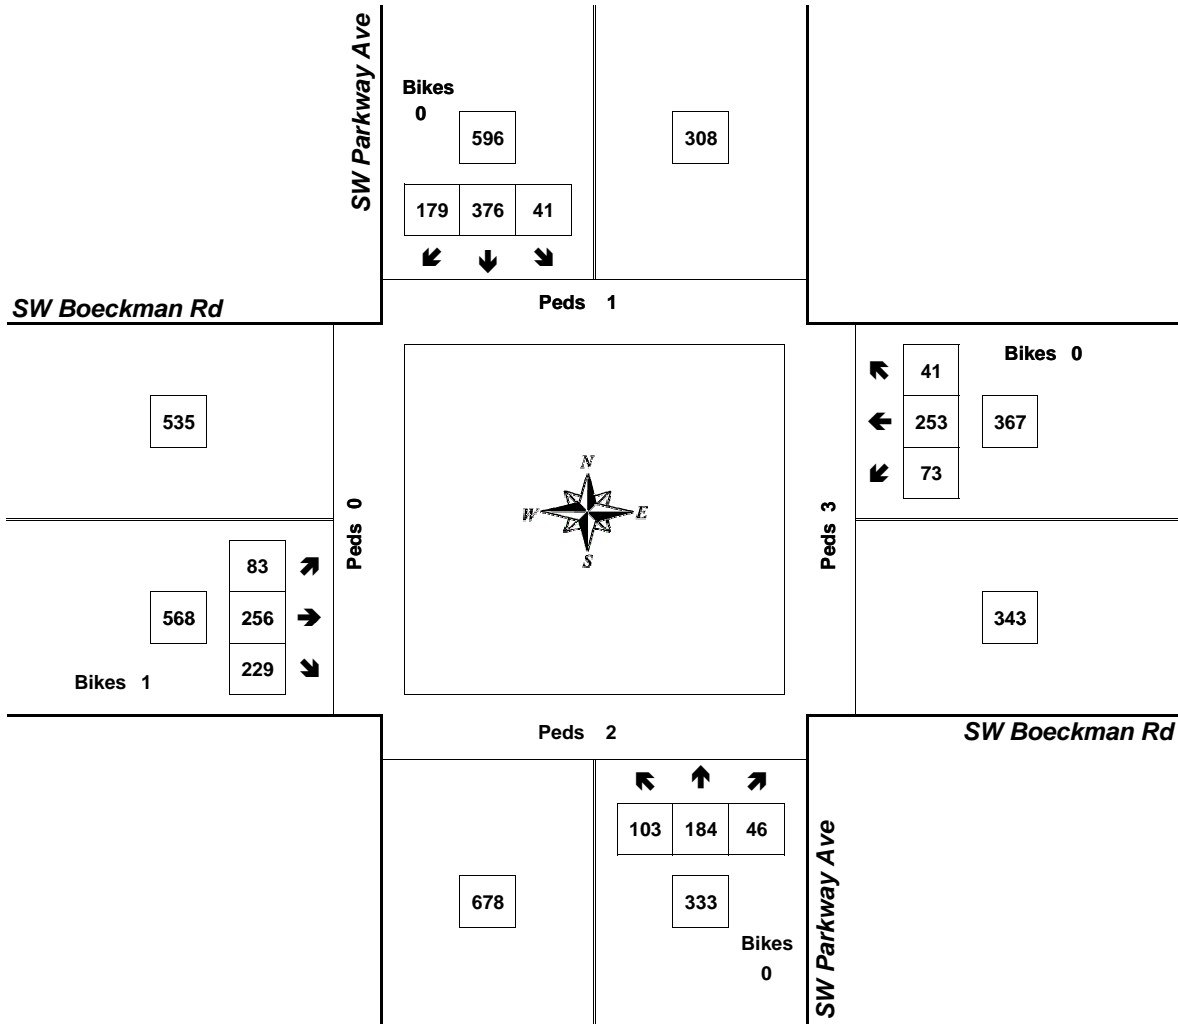 SW Parkway Ave
Bikes
0
596
308
179 376 41
Peds 1
SW Boeckman Rd
Bikes 0
41
535
253 367
73
N
W E
S
Peds 0
Peds 3
83
568 256
343
229
Bikes 1
Peds 2
SW Boeckman Rd
103 184 46
SW Parkway Ave
678
333
Bikes
0